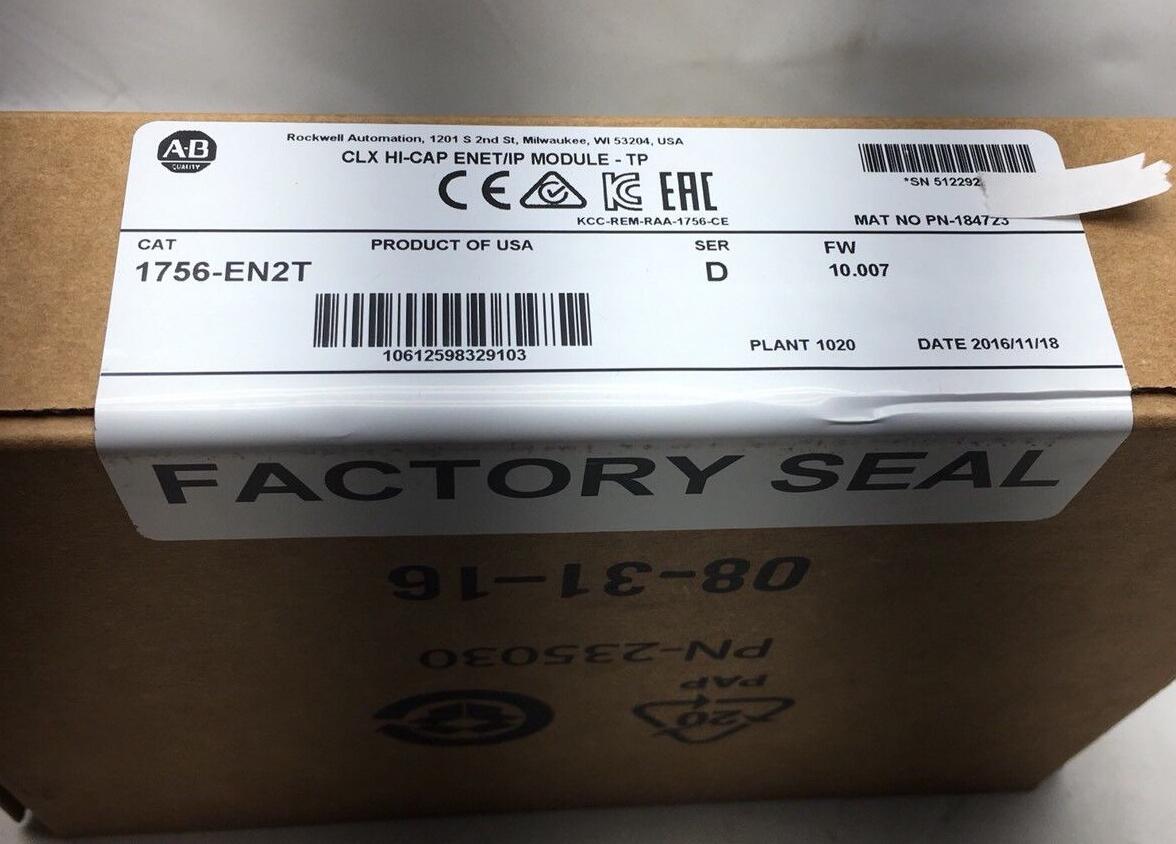 A·B
QUALITY
Rockwell Automation, 1201 S 2nd St, Milwaukee, WI 53204, USA
CLX HI-CAP ENET/IP MODULE - TP
CE KC EAC
KCC-REM-RAA-1756-CE
*SN 512292
MAT NO PN-184723
CAT
1756-EN2T
PRODUCT OF USA
SER
D
FW
10.007
10612598329103
PLANT 1020
DATE 2016/11/18
FACTORY SEAL
08-31-16
PN-235030
PAP
20